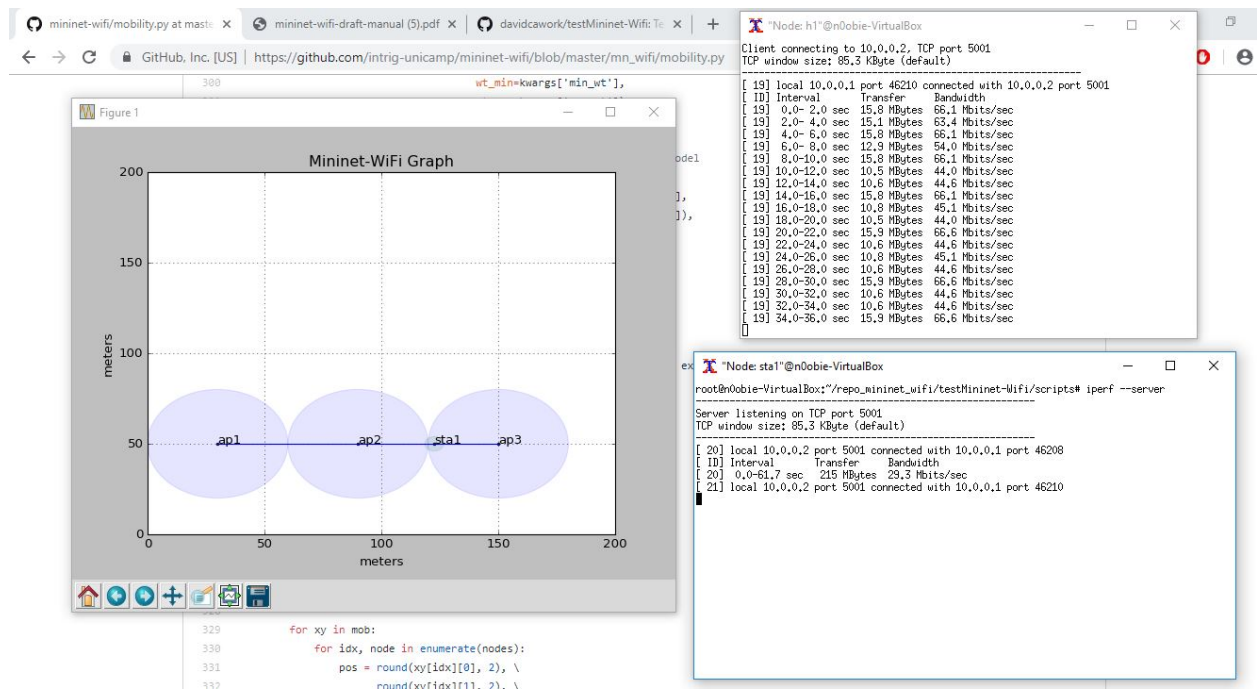 mininet-wifi/mobility.py at maste
mininet-wifi-draft-manual (5).pdf
davidcawork/testMininet-Wifi: Te
GitHub, Inc. [US] | https://github.com/intrig-unicamp/mininet-wifi/blob/master/mn_wifi/mobility.py
300 wt_min=kwargs['min_wt'],
odel
],
]),
ex
Figure 1
Mininet-WiFi Graph
200
150
100
50
0
meters
ap1
ap2
sta1
ap3
0 50 100 150 200
meters
329 for xy in mob:
330 for idx, node in enumerate(nodes):
331 pos = round(xy[idx][0], 2), \
332 round(xy[idx][1], 2), \
"Node: h1"@n0obie-VirtualBox
Client connecting to 10.0.0.2, TCP port 5001
TCP window size: 85.3 KByte (default)
------------------------------------------------------------
[ 19] local 10.0.0.1 port 46210 connected with 10.0.0.2 port 5001
[ ID] Interval Transfer Bandwidth
[ 19] 0.0- 2.0 sec 15.8 MBytes 66.1 Mbits/sec
[ 19] 2.0- 4.0 sec 15.1 MBytes 63.4 Mbits/sec
[ 19] 4.0- 6.0 sec 15.8 MBytes 66.1 Mbits/sec
[ 19] 6.0- 8.0 sec 12.9 MBytes 54.0 Mbits/sec
[ 19] 8.0-10.0 sec 15.8 MBytes 66.1 Mbits/sec
[ 19] 10.0-12.0 sec 10.5 MBytes 44.0 Mbits/sec
[ 19] 12.0-14.0 sec 10.6 MBytes 44.6 Mbits/sec
[ 19] 14.0-16.0 sec 15.8 MBytes 66.1 Mbits/sec
[ 19] 16.0-18.0 sec 10.8 MBytes 45.1 Mbits/sec
[ 19] 18.0-20.0 sec 10.5 MBytes 44.0 Mbits/sec
[ 19] 20.0-22.0 sec 15.9 MBytes 66.6 Mbits/sec
[ 19] 22.0-24.0 sec 10.6 MBytes 44.6 Mbits/sec
[ 19] 24.0-26.0 sec 10.8 MBytes 45.1 Mbits/sec
[ 19] 26.0-28.0 sec 10.6 MBytes 44.6 Mbits/sec
[ 19] 28.0-30.0 sec 15.9 MBytes 66.6 Mbits/sec
[ 19] 30.0-32.0 sec 10.6 MBytes 44.6 Mbits/sec
[ 19] 32.0-34.0 sec 10.6 MBytes 44.6 Mbits/sec
[ 19] 34.0-36.0 sec 15.9 MBytes 66.6 Mbits/sec
"Node: sta1"@n0obie-VirtualBox
root@n0obie-VirtualBox:~/repo_mininet_wifi/testMininet-Wifi/scripts# iperf --server
------------------------------------------------------------
Server listening on TCP port 5001
TCP window size: 85.3 KByte (default)
------------------------------------------------------------
[ 20] local 10.0.0.2 port 5001 connected with 10.0.0.1 port 46208
[ ID] Interval Transfer Bandwidth
[ 20] 0.0-61.7 sec 215 MBytes 29.3 Mbits/sec
[ 21] local 10.0.0.2 port 5001 connected with 10.0.0.1 port 46210